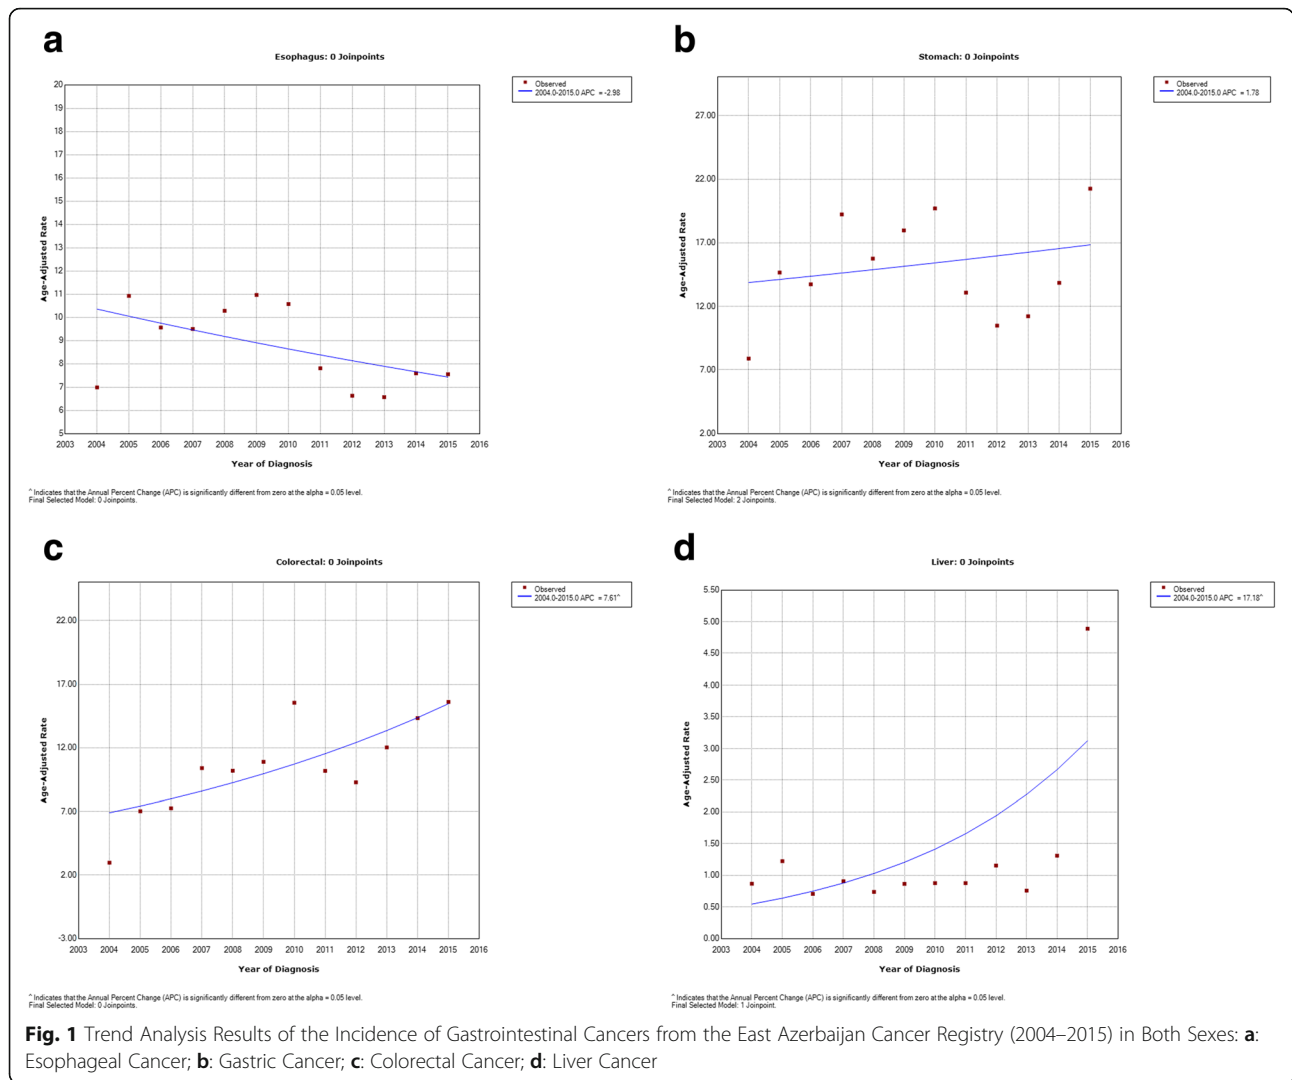 a
Esophagus: 0 Joinpoints
Observed
2004.0-2015.0 APC = -2.98
20
19
18
17
16
15
14
13
12
11
10
9
8
7
6
5
Age-Adjusted Rate
2003 2004 2005 2006 2007 2008 2009 2010 2011 2012 2013 2014 2015 2016
Year of Diagnosis
^ Indicates that the Annual Percent Change (APC) is significantly different from zero at the alpha = 0.05 level.
Final Selected Model: 0 Joinpoints.
b
Stomach: 0 Joinpoints
Observed
2004.0-2015.0 APC = 1.78
27.00
22.00
17.00
12.00
7.00
2.00
Age-Adjusted Rate
2003 2004 2005 2006 2007 2008 2009 2010 2011 2012 2013 2014 2015 2016
Year of Diagnosis
^ Indicates that the Annual Percent Change (APC) is significantly different from zero at the alpha = 0.05 level.
Final Selected Model: 2 Joinpoints.
c
Colorectal: 0 Joinpoints
Observed
2004.0-2015.0 APC = 7.61^
22.00
17.00
12.00
7.00
2.00
-3.00
Age-Adjusted Rate
2003 2004 2005 2006 2007 2008 2009 2010 2011 2012 2013 2014 2015 2016
Year of Diagnosis
^ Indicates that the Annual Percent Change (APC) is significantly different from zero at the alpha = 0.05 level.
Final Selected Model: 0 Joinpoints.
d
Liver: 0 Joinpoints
Observed
2004.0-2015.0 APC = 17.18^
5.50
5.00
4.50
4.00
3.50
3.00
2.50
2.00
1.50
1.00
0.50
0.00
Age-Adjusted Rate
2003 2004 2005 2006 2007 2008 2009 2010 2011 2012 2013 2014 2015 2016
Year of Diagnosis
^ Indicates that the Annual Percent Change (APC) is significantly different from zero at the alpha = 0.05 level.
Final Selected Model: 1 Joinpoint.
Fig. 1 Trend Analysis Results of the Incidence of Gastrointestinal Cancers from the East Azerbaijan Cancer Registry (2004–2015) in Both Sexes: a:
Esophageal Cancer; b: Gastric Cancer; c: Colorectal Cancer; d: Liver Cancer